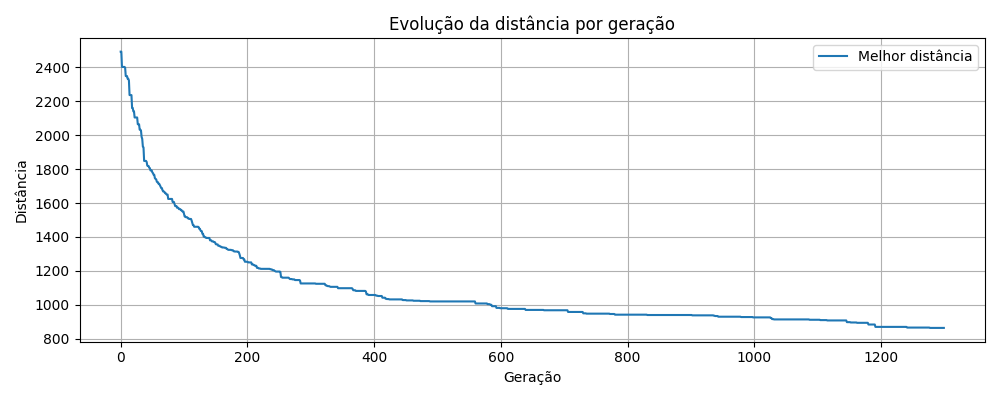 Evolução da distância por geração
Melhor distância
Distância
2400
2200
2000
1800
1600
1400
1200
1000
800
0 200 400 600 800 1000 1200
Geração